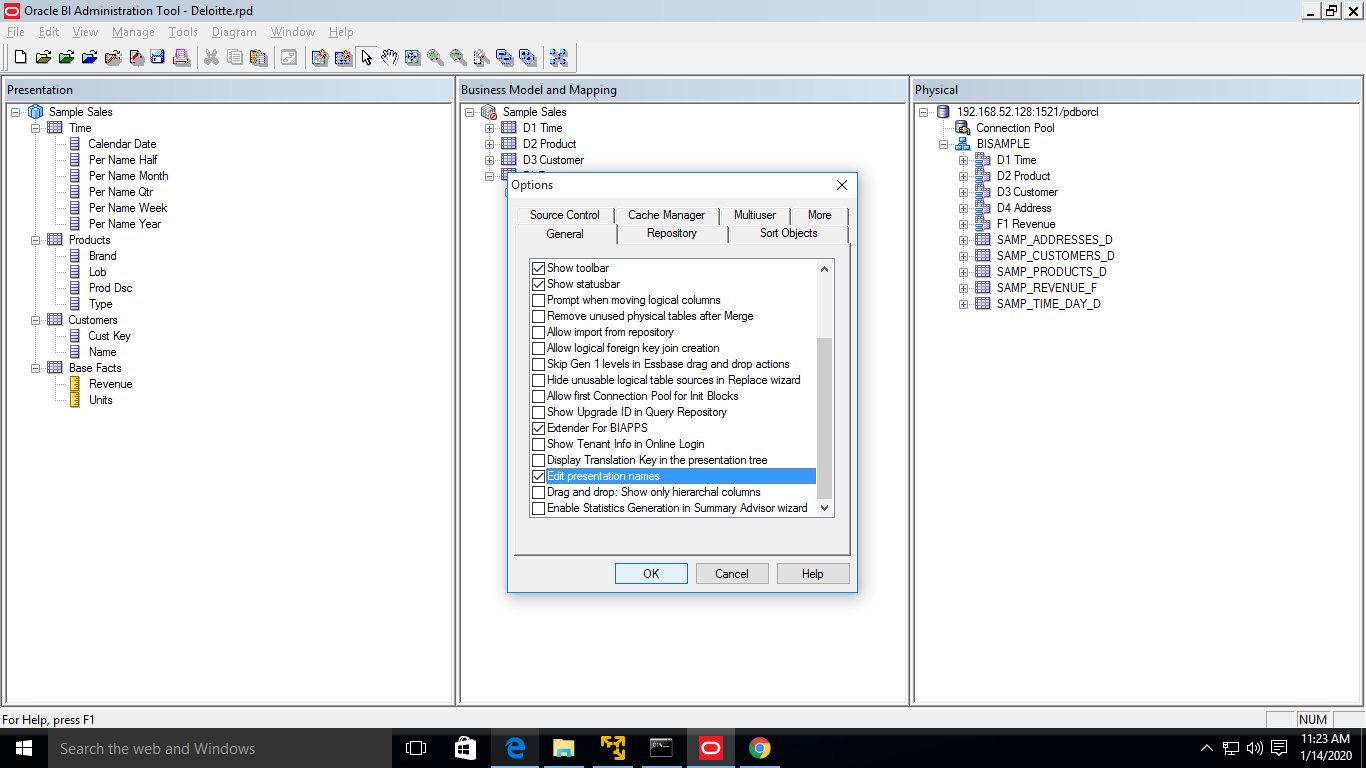 Oracle BI Administration Tool - Deloitte.rpd
File Edit View Manage Tools Diagram Window Help
Presentation
Sample Sales
Time
Calendar Date
Per Name Half
Per Name Month
Per Name Qtr
Per Name Week
Per Name Year
Products
Brand
Lob
Prod Dsc
Type
Customers
Cust Key
Name
Base Facts
Revenue
Units
Business Model and Mapping
Sample Sales
D1 Time
D2 Product
D3 Customer
Physical
192.168.52.128:1521/pdborcl
Connection Pool
BISAMPLE
D1 Time
D2 Product
D3 Customer
D4 Address
F1 Revenue
SAMP_ADDRESSES_D
SAMP_CUSTOMERS_D
SAMP_PRODUCTS_D
SAMP_REVENUE_F
SAMP_TIME_DAY_D
Options
Source Control Cache Manager Multiuser More
General Repository Sort Objects
Show toolbar
Show statusbar
Prompt when moving logical columns
Remove unused physical tables after Merge
Allow import from repository
Allow logical foreign key join creation
Skip Gen 1 levels in Essbase drag and drop actions
Hide unusable logical table sources in Replace wizard
Allow first Connection Pool for Init Blocks
Show Upgrade ID in Query Repository
Extender For BIAPPS
Show Tenant Info in Online Login
Display Translation Key in the presentation tree
Edit presentation names
Drag and drop: Show only hierarchal columns
Enable Statistics Generation in Summary Advisor wizard
OK Cancel Help
For Help, press F1
NUM
Search the web and Windows
11:23 AM
1/14/2020